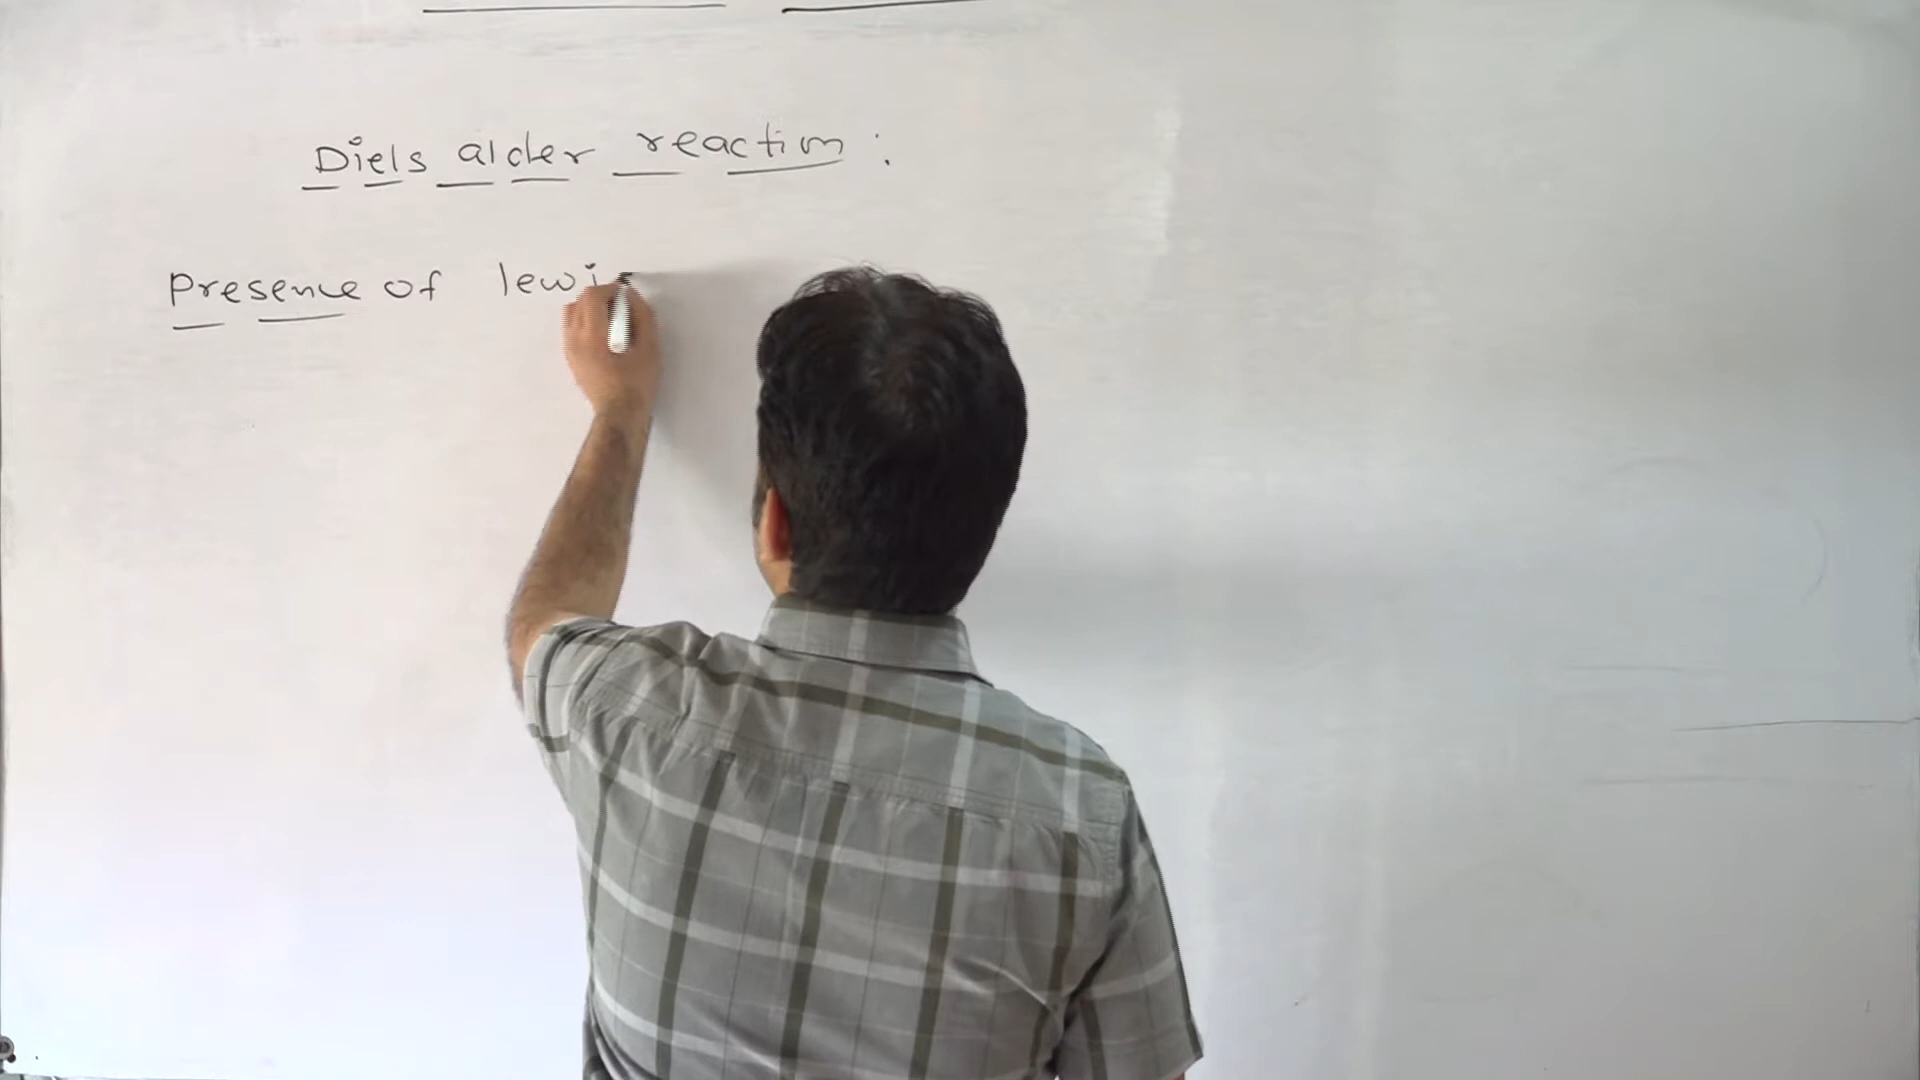 Diels alder reaction :
Presence of lewis